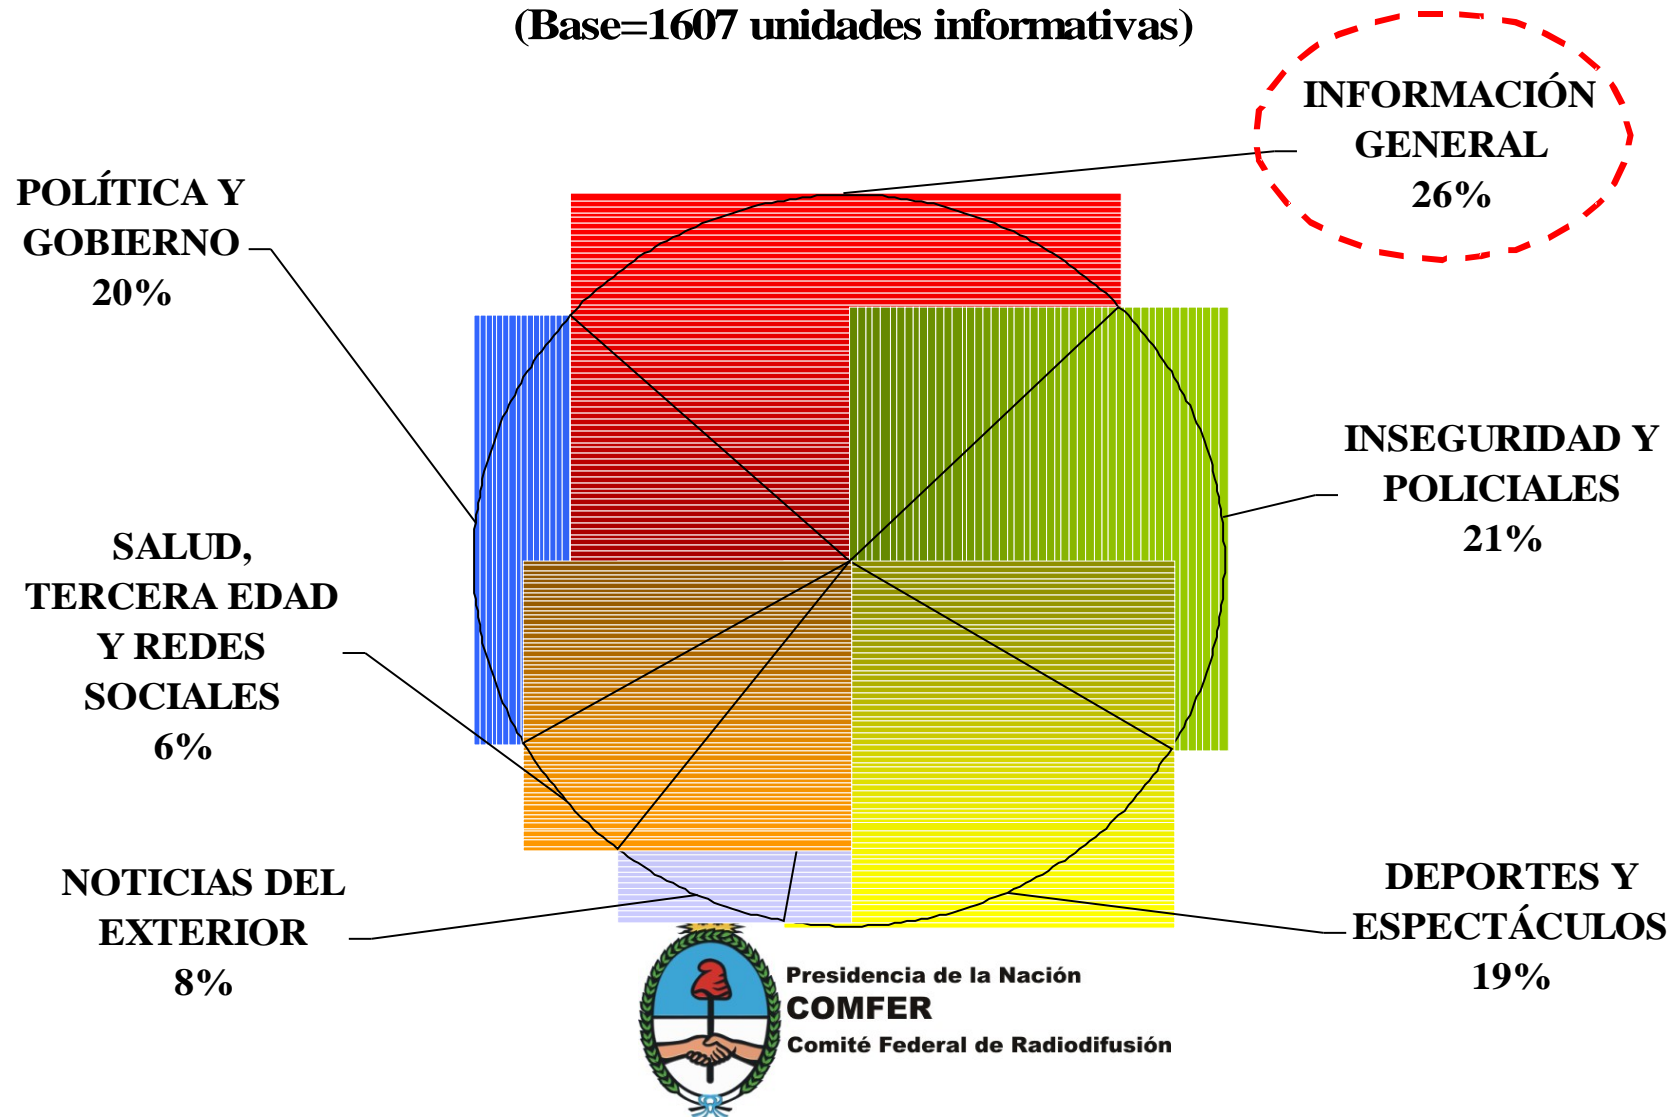 (Base=1607 unidades informativas)
INFORMACIÓN
GENERAL
26%
POLÍTICA Y
GOBIERNO
20%
INSEGURIDAD Y
POLICIALES
21%
SALUD,
TERCERA EDAD
Y REDES
SOCIALES
6%
NOTICIAS DEL
EXTERIOR
8%
DEPORTES Y
ESPECTÁCULOS
19%
Presidencia de la Nación
COMFER
Comité Federal de Radiodifusión